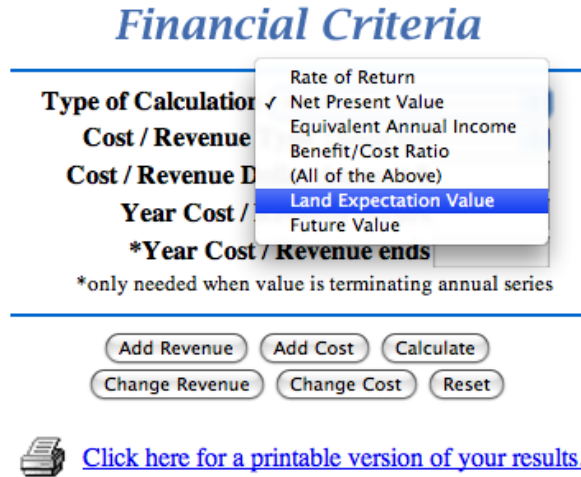 Financial Criteria
Type of Calculation
✓ Net Present Value
Rate of Return
Equivalent Annual Income
Benefit/Cost Ratio
(All of the Above)
Land Expectation Value
Future Value
Cost / Revenue
Cost / Revenue
Year Cost /
*Year Cost / Revenue ends
*only needed when value is terminating annual series
Add Revenue Add Cost Calculate
Change Revenue Change Cost Reset
Click here for a printable version of your results.